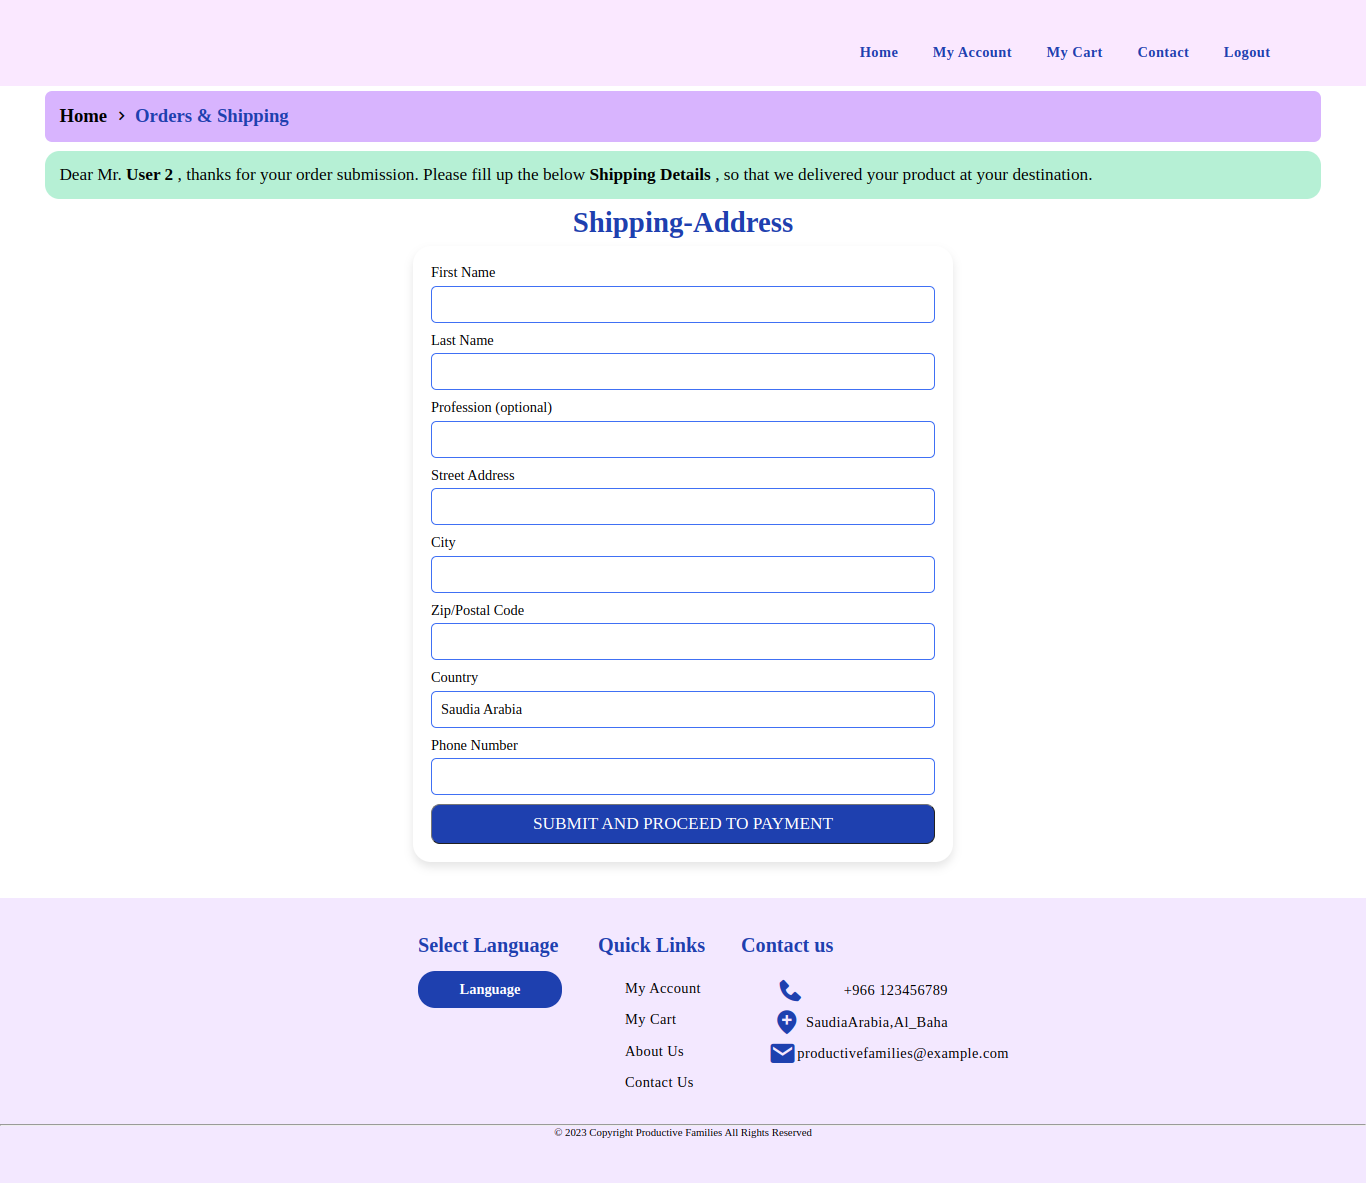 Home My Account My Cart Contact Logout
Home > Orders & Shipping
Dear Mr. User 2 , thanks for your order submission. Please fill up the below Shipping Details , so that we delivered your product at your destination.
Shipping-Address
First Name
Last Name
Profession (optional)
Street Address
City
Zip/Postal Code
Country
Saudia Arabia
Phone Number
SUBMIT AND PROCEED TO PAYMENT
Select Language
Language
Quick Links
My Account
My Cart
About Us
Contact Us
Contact us
+966 123456789
SaudiaArabia,Al_Baha
productivefamilies@example.com
© 2023 Copyright Productive Families All Rights Reserved